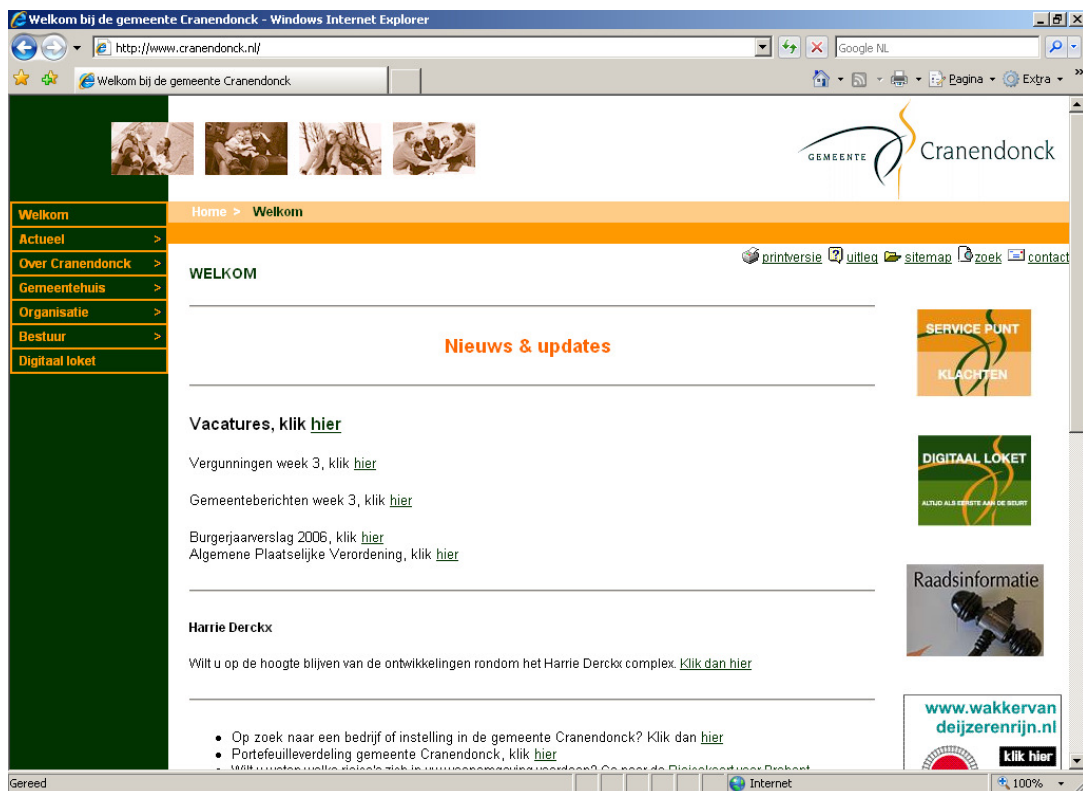 Welkom bij de gemeente Cranendonck - Windows Internet Explorer
http://www.cranendonck.nl/
Google NL
Welkom bij de gemeente Cranendonck
Pagina
Extra
»
GEMEENTE Cranendonck
Home > Welkom
Welkom
Actueel >
Over Cranendonck >
Gemeentehuis >
Organisatie >
Bestuur >
Digitaal loket
printversie uitleg sitemap zoek contact
WELKOM
Nieuws & updates
Vacatures, klik hier
Vergunningen week 3, klik hier
Gemeenteberichten week 3, klik hier
Burgerjaarverslag 2006, klik hier
Algemene Plaatselijke Verordening, klik hier
Harrie Derckx
Wilt u op de hoogte blijven van de ontwikkelingen rondom het Harrie Derckx complex. Klik dan hier
• Op zoek naar een bedrijf of instelling in de gemeente Cranendonck? Klik dan hier
• Portefeuilleverdeling gemeente Cranendonck, klik hier
SERVICE PUNT
KLACHTEN
DIGITAAL LOKET
ALTIJD ALS EERSTE AAN DE BEURT
Raadsinformatie
www.wakkervan
deijzerenrijn.nl
klik hier
Gereed
Internet
100%